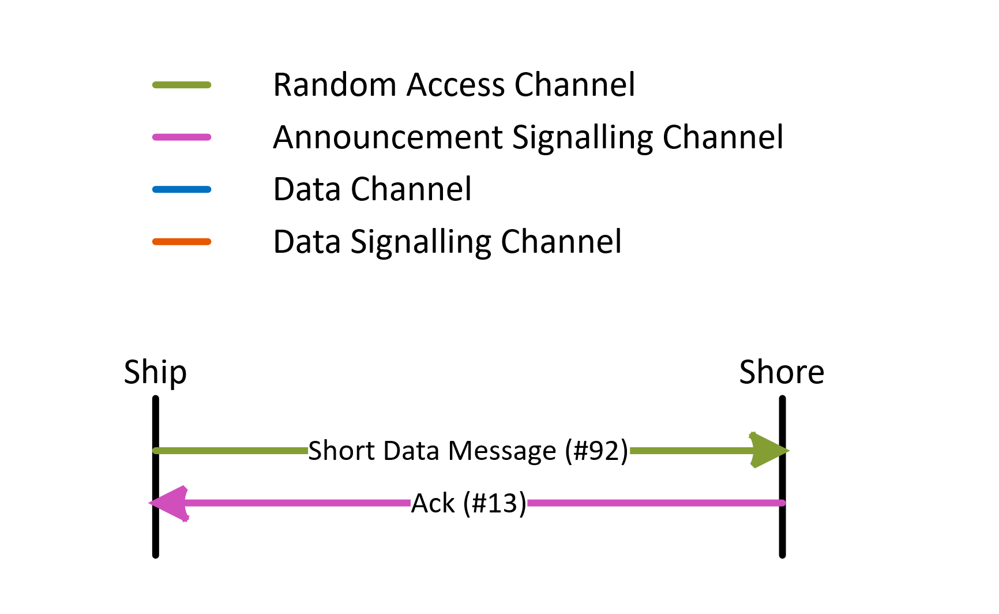 Random Access Channel
Announcement Signalling Channel
Data Channel
Data Signalling Channel
Ship
Shore
Short Data Message (#92)
Ack (#13)